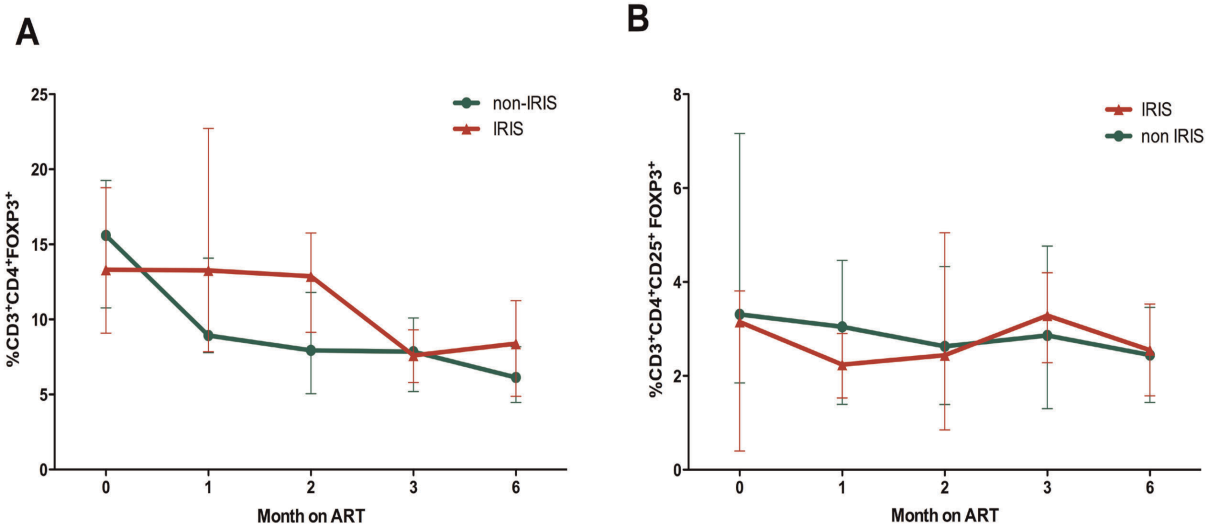 A
%CD3⁺CD4⁺FOXP3⁺
25
20
15
10
5
0
non-IRIS
IRIS
0 1 2 3 6
Month on ART
B
%CD3⁺CD4⁺CD25⁺ FOXP3⁺
8
6
4
2
0
IRIS
non IRIS
0 1 2 3 6
Month on ART